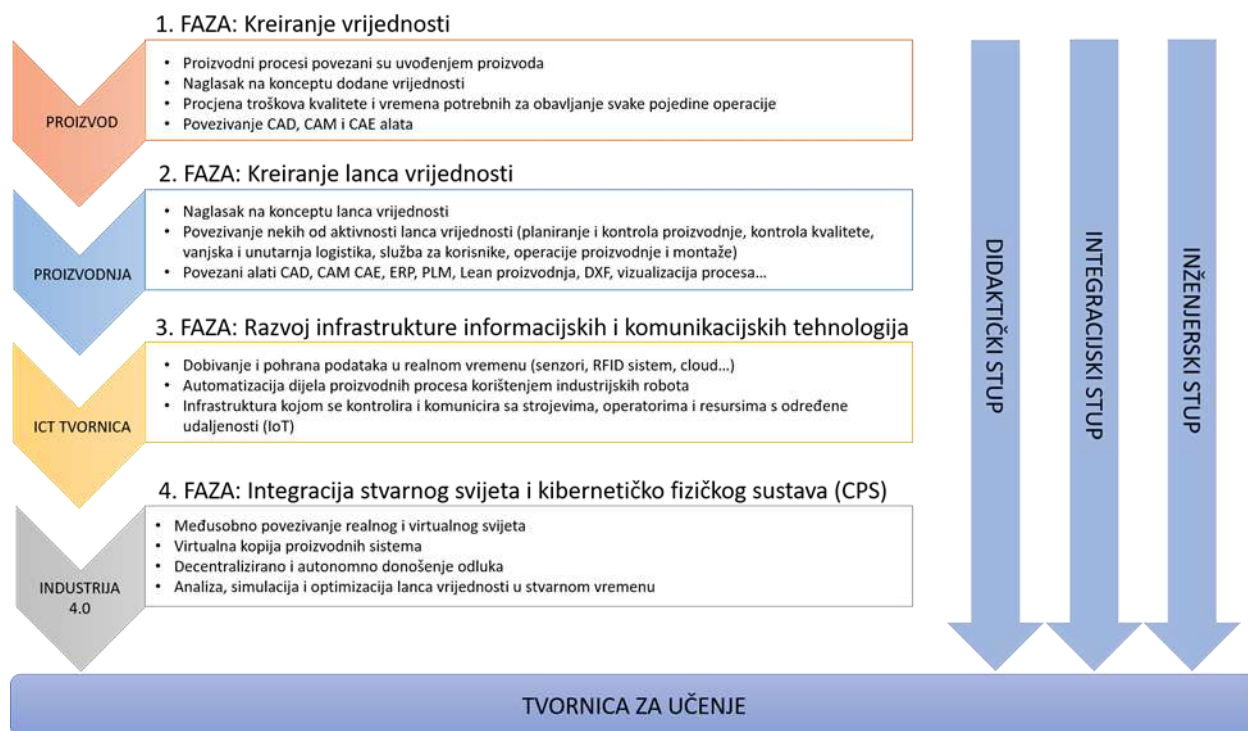 1. FAZA: Kreiranje vrijednosti
PROIZVOD
• Proizvodni procesi povezani su uvođenjem proizvoda
• Naglasak na konceptu dodane vrijednosti
• Procjena troškova kvalitete i vremena potrebnih za obavljanje svake pojedine operacije
• Povezivanje CAD, CAM i CAE alata
2. FAZA: Kreiranje lanca vrijednosti
PROIZVODNJA
• Naglasak na konceptu lanca vrijednosti
• Povezivanje nekih od aktivnosti lanca vrijednosti (planiranje i kontrola proizvodnje, kontrola kvalitete,
vanjska i unutarnja logistika, služba za korisnike, operacije proizvodnje i montaže)
• Povezani alati CAD, CAM CAE, ERP, PLM, Lean proizvodnja, DXF, vizualizacija procesa...
3. FAZA: Razvoj infrastrukture informacijskih i komunikacijskih tehnologija
ICT TVORNICA
• Dobivanje i pohrana podataka u realnom vremenu (senzori, RFID sistem, cloud...)
• Automatizacija dijela proizvodnih procesa korištenjem industrijskih robota
• Infrastruktura kojom se kontrolira i komunicira sa strojevima, operatorima i resursima s određene
udaljenosti (IoT)
4. FAZA: Integracija stvarnog svijeta i kibernetičko fizičkog sustava (CPS)
INDUSTRIJA
4.0
• Međusobno povezivanje realnog i virtualnog svijeta
• Virtualna kopija proizvodnih sistema
• Decentralizirano i autonomno donošenje odluka
• Analiza, simulacija i optimizacija lanca vrijednosti u stvarnom vremenu
DIDAKTIČKI STUP
INTEGRACIJSKI STUP
INŽENJERSKI STUP
TVORNICA ZA UČENJE